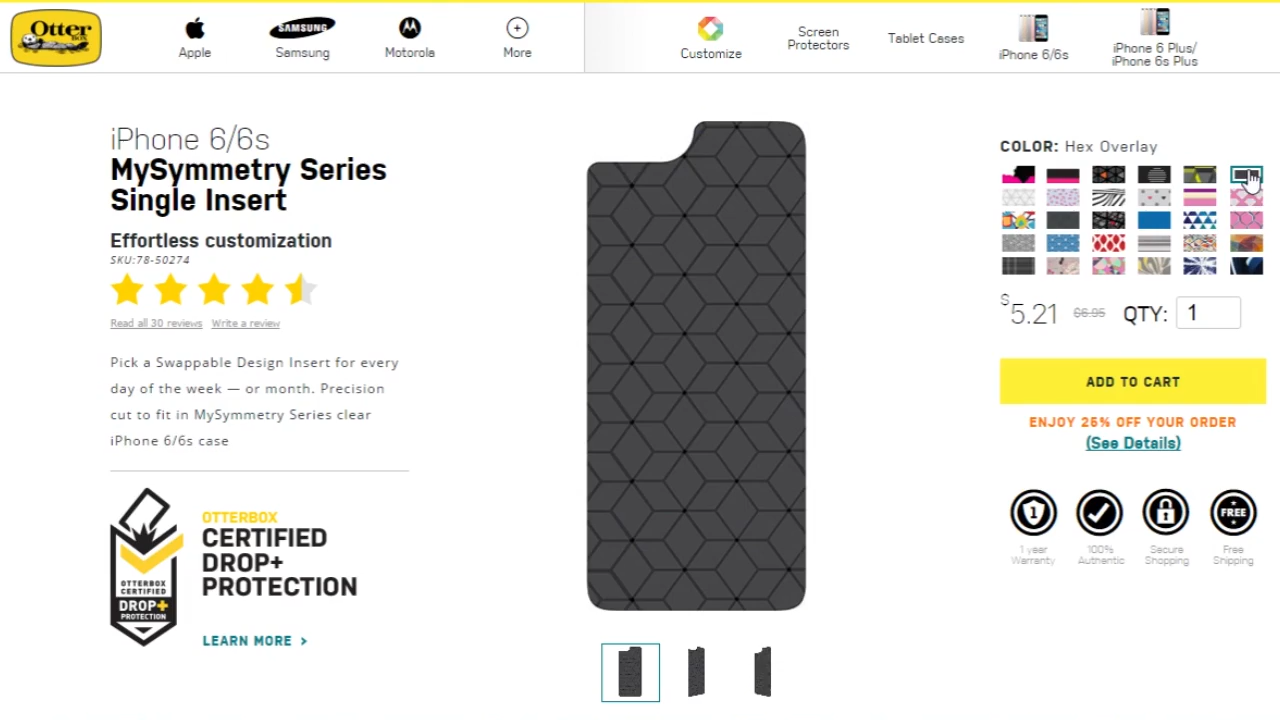 Otter
BOX
Apple
SAMSUNG
Samsung
Motorola
More
Customize
Screen
Protectors
Tablet Cases
iPhone 6/6s
iPhone 6 Plus/
iPhone 6s Plus
iPhone 6/6s
MySymmetry Series
Single Insert
Effortless customization
SKU:78-50274
Read all 30 reviews Write a review
Pick a Swappable Design Insert for every
day of the week — or month. Precision
cut to fit in MySymmetry Series clear
iPhone 6/6s case
OTTERBOX
CERTIFIED
DROP+
PROTECTION
OTTERBOX
CERTIFIED
DROP+
PROTECTION
LEARN MORE >
COLOR: Hex Overlay
$5.21 $6.95 QTY: 1
ADD TO CART
ENJOY 25% OFF YOUR ORDER
(See Details)
1
FREE
1 year
Warranty
100%
Authentic
Secure
Shopping
Free
Shipping